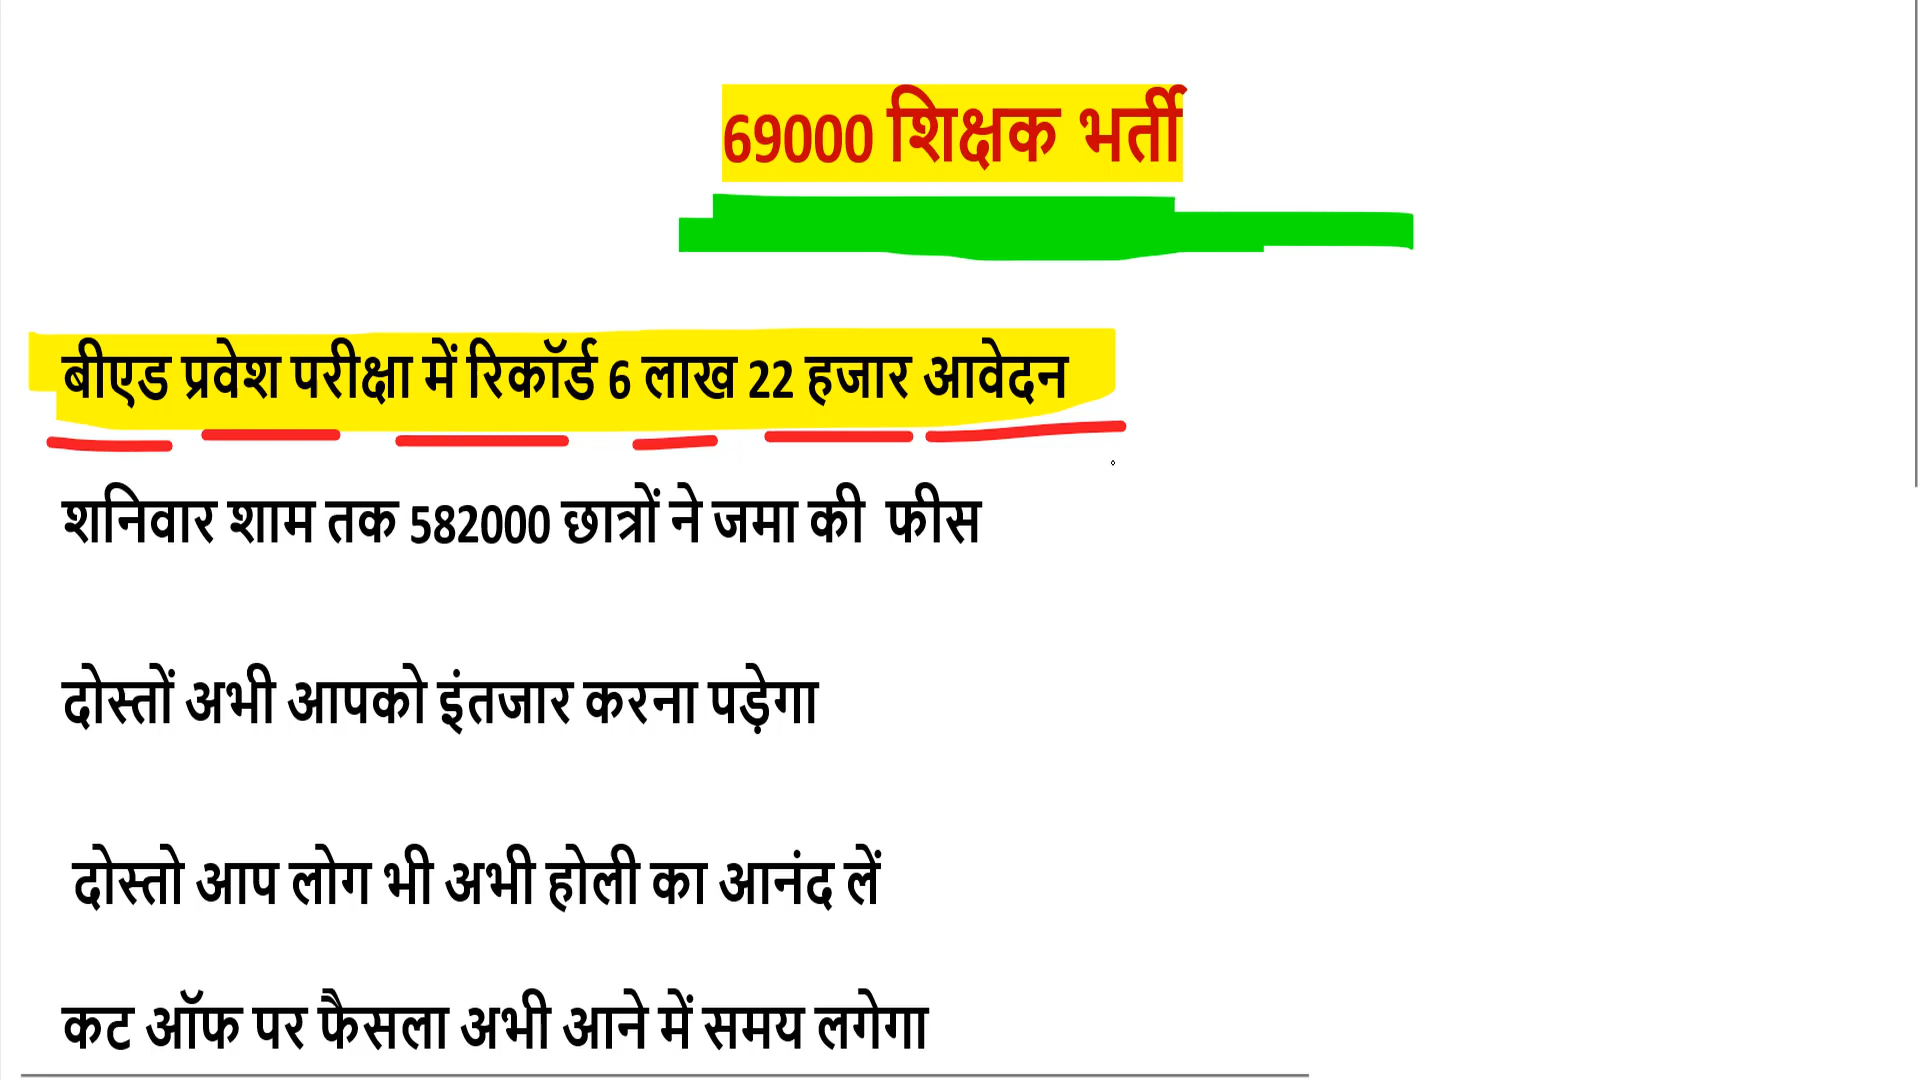 69000 शिक्षक भर्ती
बीएड प्रवेश परीक्षा में रिकॉर्ड 6 लाख 22 हजार आवेदन
शनिवार शाम तक 582000 छात्रों ने जमा की फीस
दोस्तों अभी आपको इंतजार करना पड़ेगा
दोस्तो आप लोग भी अभी होली का आनंद लें
कट ऑफ पर फैसला अभी आने में समय लगेगा